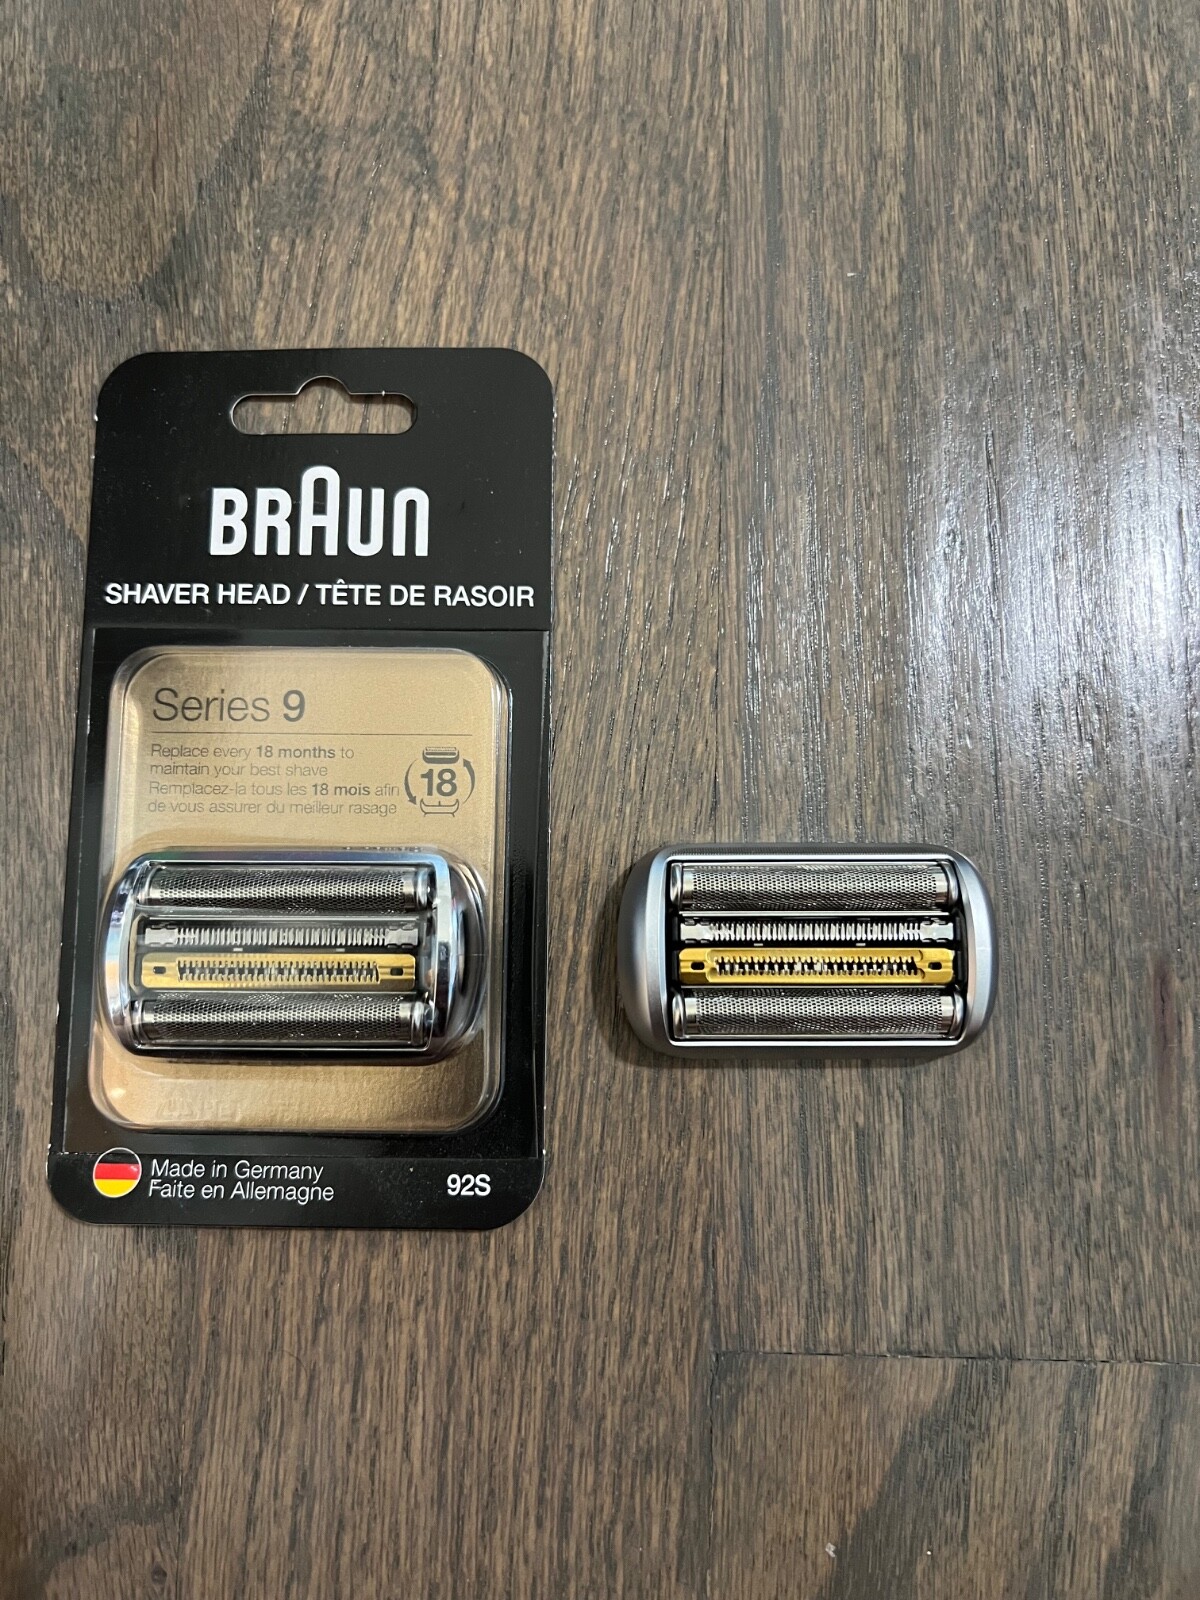 BRAUN
SHAVER HEAD / TÊTE DE RASOIR
Series 9
Replace every 18 months to
maintain your best shave
Remplacez-la tous les 18 mois afin
de vous assurer du meilleur rasage
18
Made in Germany
Faite en Allemagne
92S